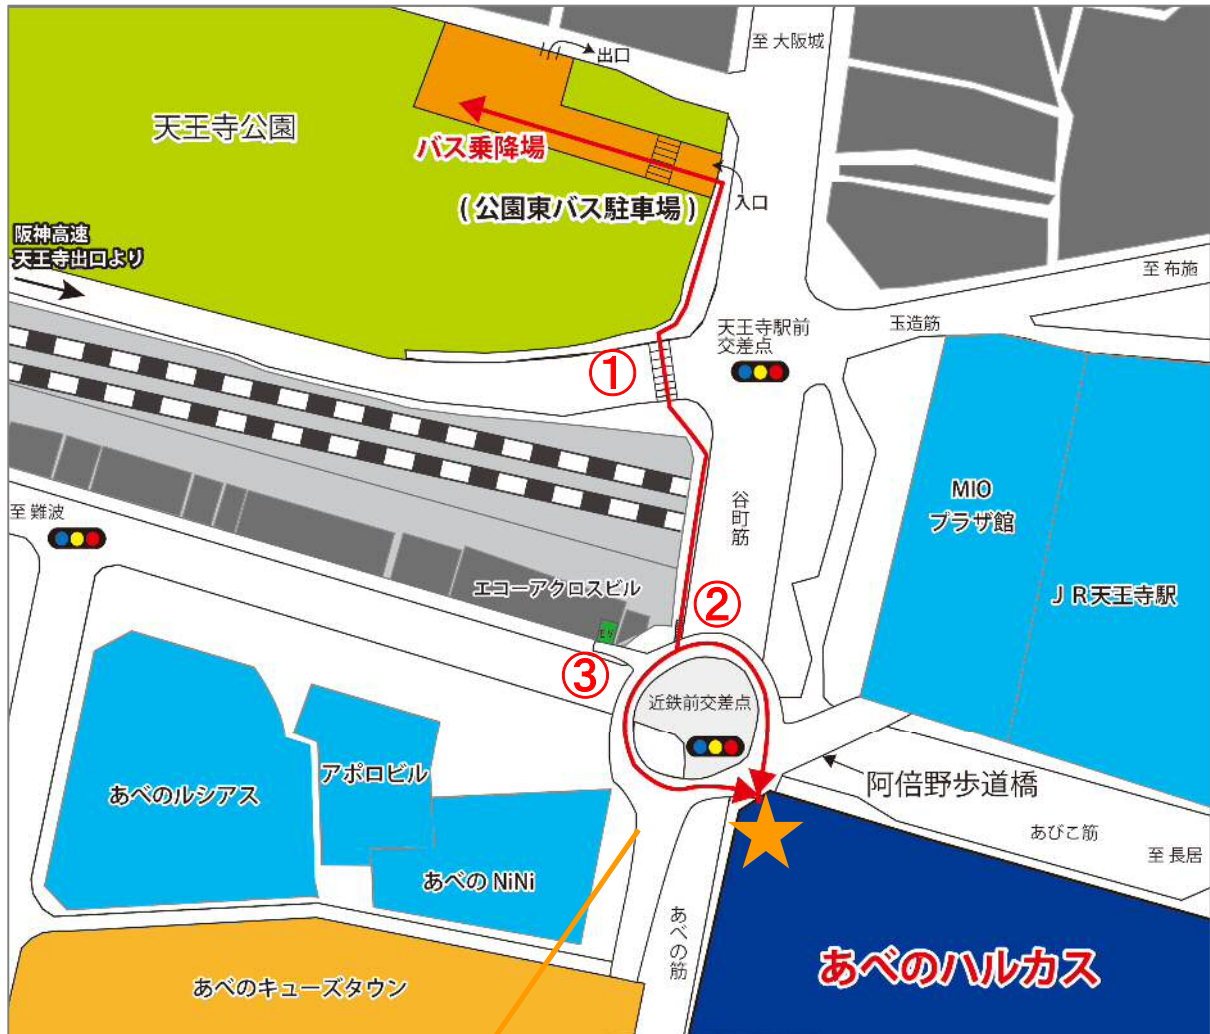 至 大阪城
出口
天王寺公園
バス乗降場
入口
(公園東バス駐車場)
阪神高速
天王寺出口より
至 布施
玉造筋
天王寺駅前
交差点
①
MIO
プラザ館
谷町筋
至 難波
エコーアクロスビル
JR天王寺駅
②
EV
③
近鉄前交差点
アポロビル
あべのルシアス
阿倍野歩道橋
あびこ筋
至 長居
あべの NiNi
あべの筋
あべのハルカス
あべのキューズタウン